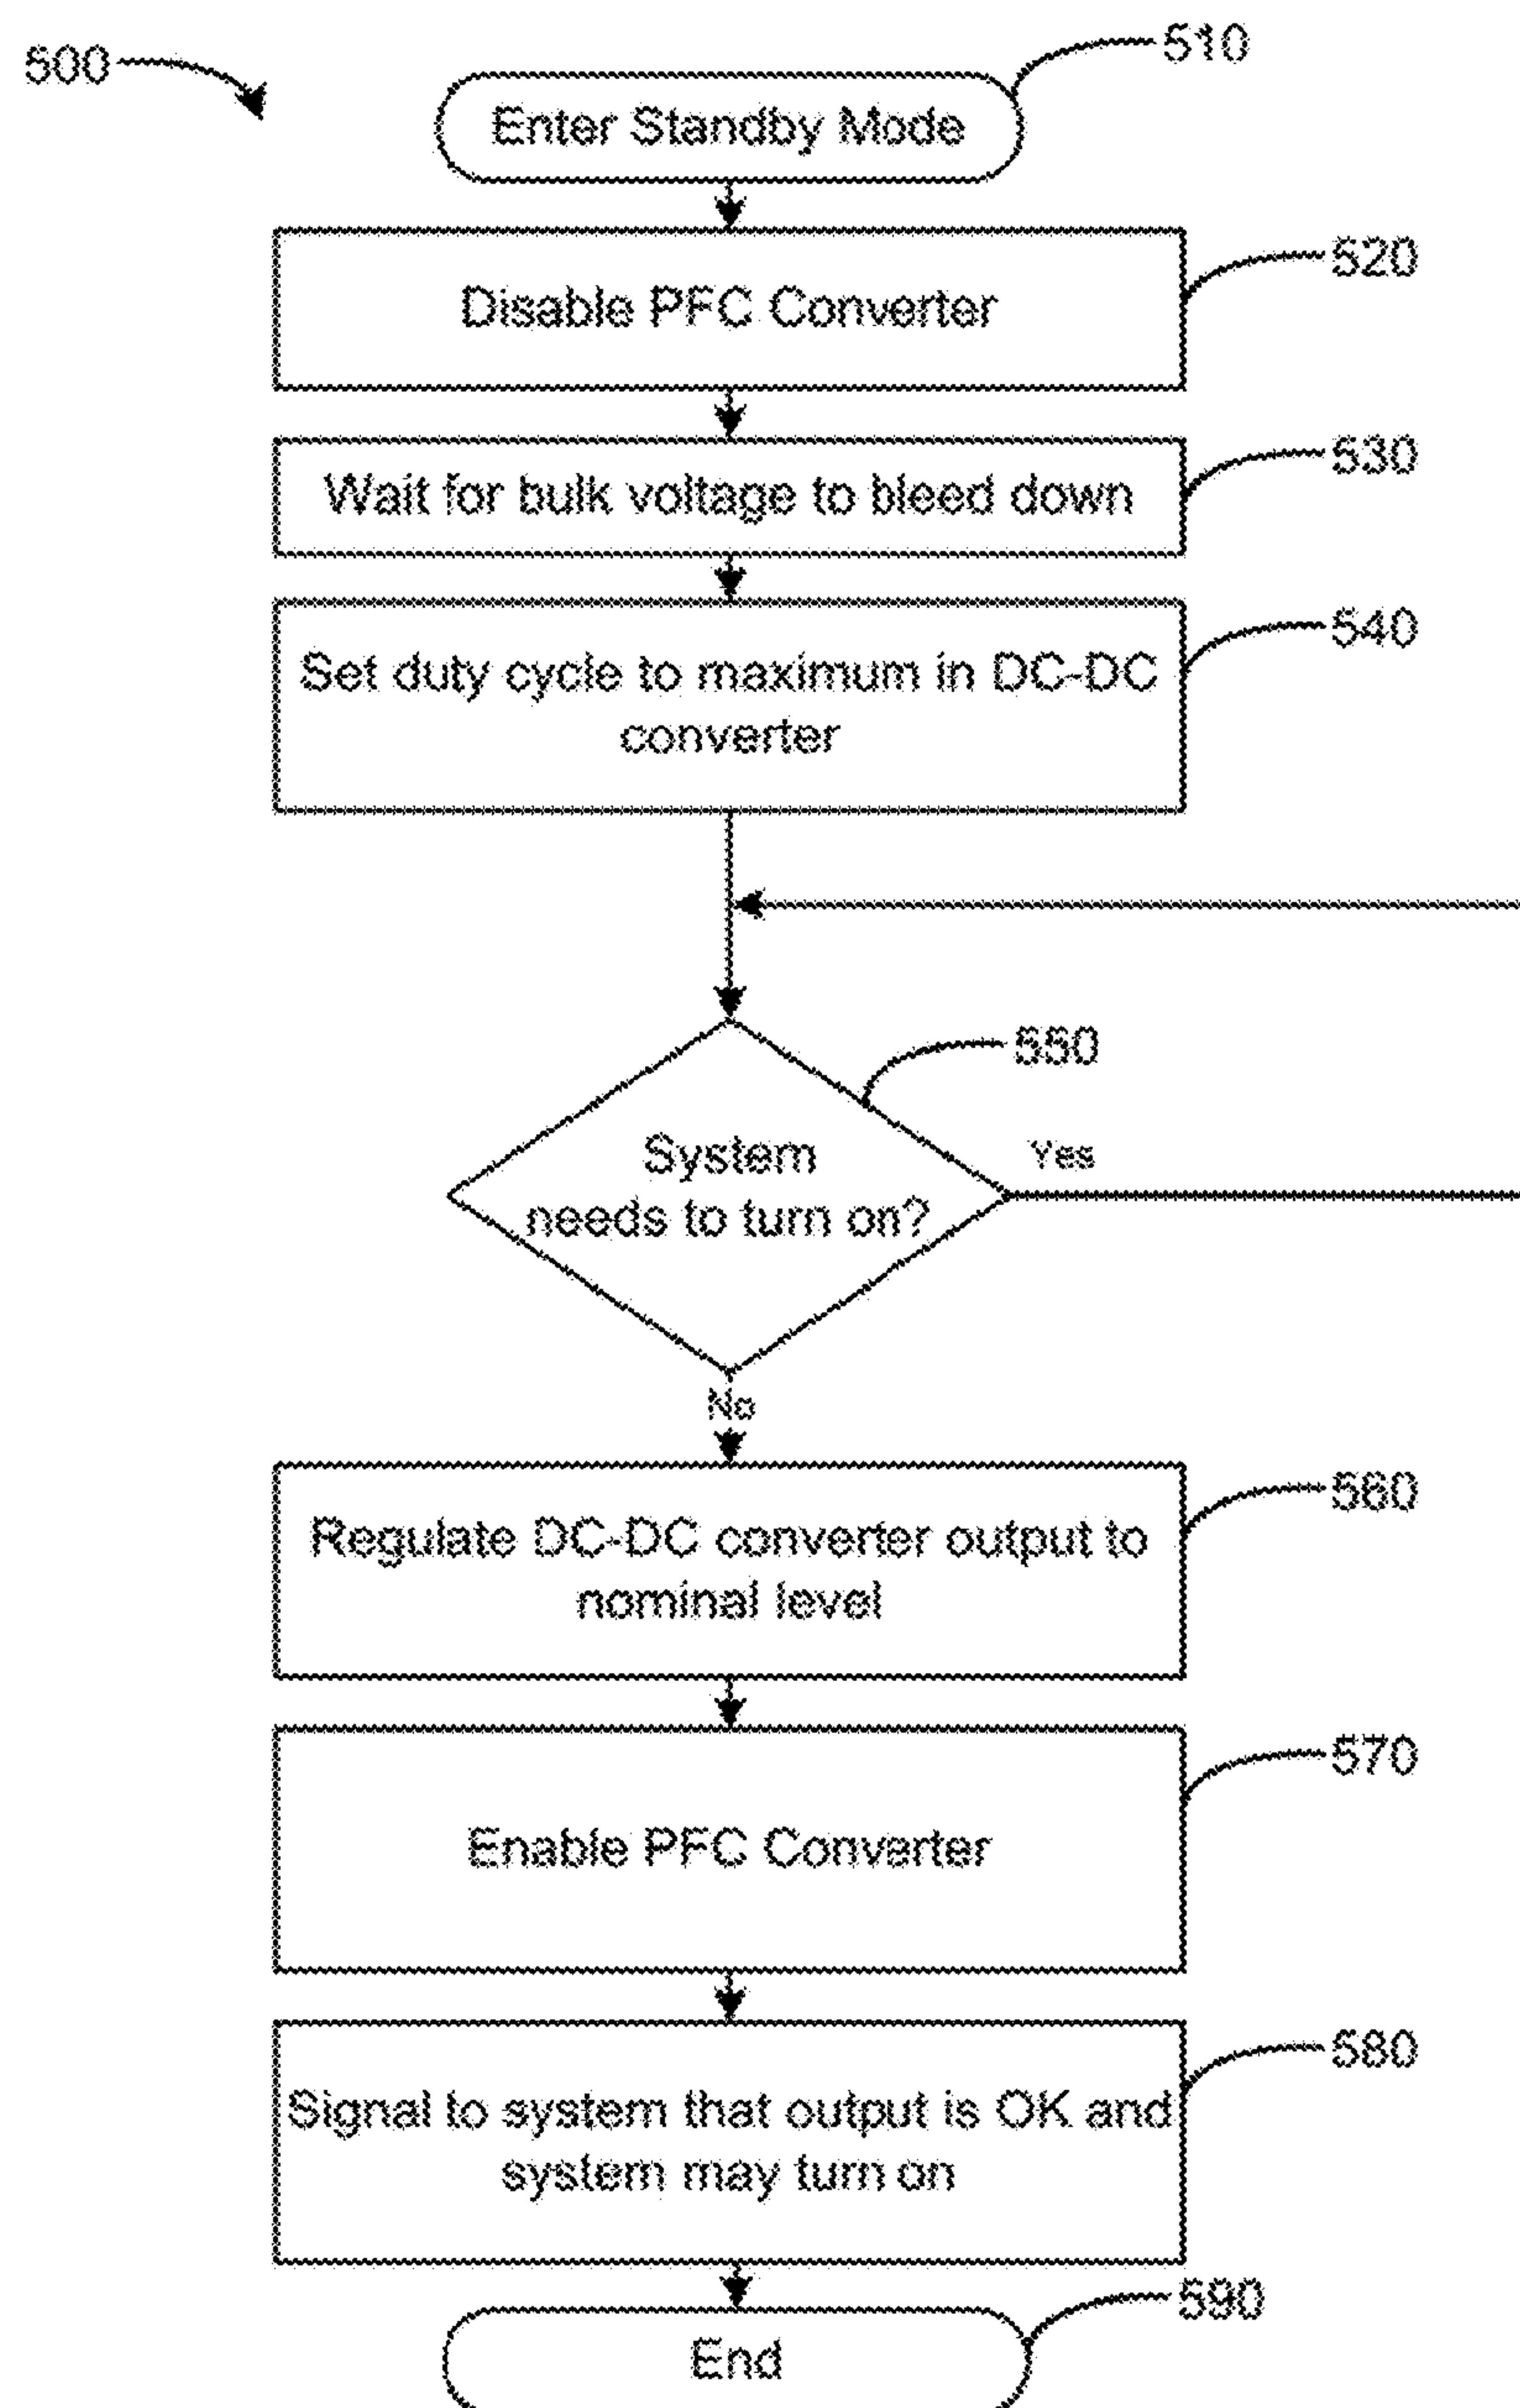 500
510
Enter Standby Mode
520
Disable PFC Converter
530
Wait for bulk voltage to bleed down
540
Set duty cycle to maximum in DC-DC
converter
550
System
needs to turn on?
Yes
No
560
Regulate DC-DC converter output to
nominal level
570
Enable PFC Converter
580
Signal to system that output is OK and
system may turn on
590
End